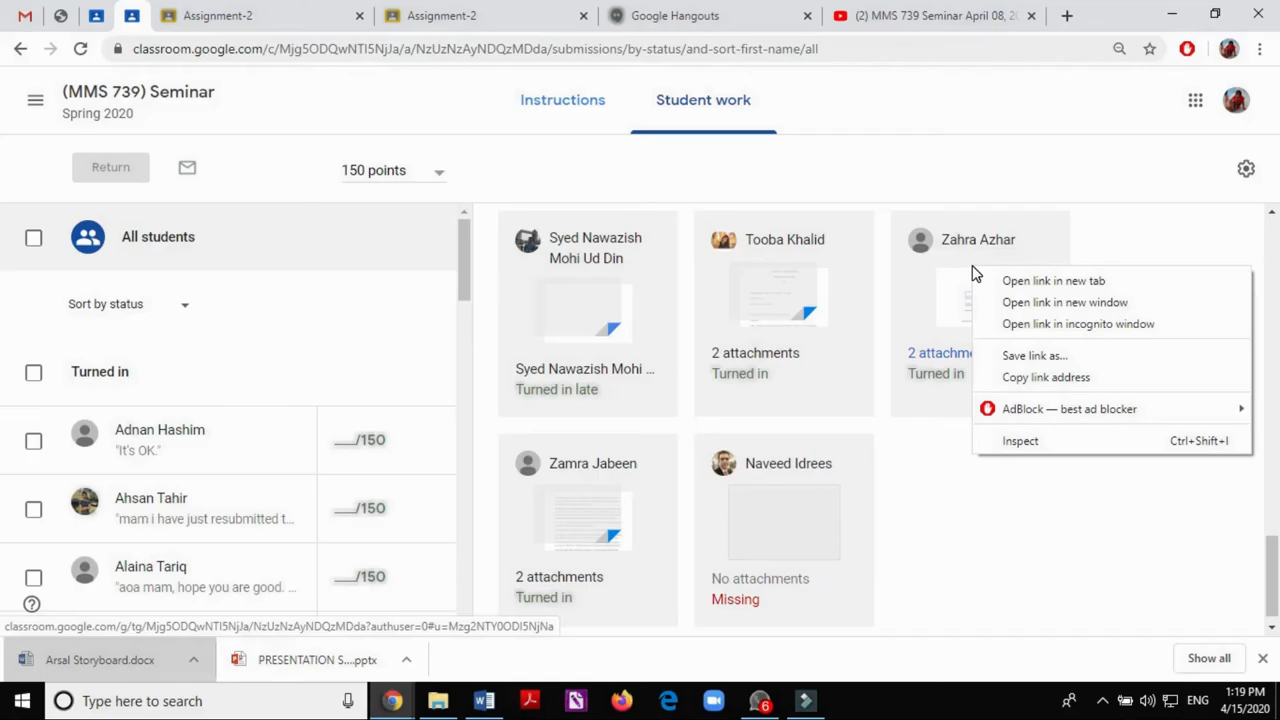 Assignment-2
Assignment-2
Google Hangouts
(2) MMS 739 Seminar April 08, 20
classroom.google.com/c/Mjg5ODQwNTI5NjJa/a/NzUzNzAyNDQzMDda/submissions/by-status/and-sort-first-name/all
(MMS 739) Seminar
Spring 2020
Instructions
Student work
Return
150 points
All students
Sort by status
Turned in
Adnan Hashim
"It's OK."
___/150
Ahsan Tahir
"mam i have just resubmitted t...
___/150
Alaina Tariq
"aoa mam, hope you are good. ...
___/150
Syed Nawazish
Mohi Ud Din
Syed Nawazish Mohi ...
Turned in late
Tooba Khalid
2 attachments
Turned in
Zahra Azhar
2 attachm
Turned in
Zamra Jabeen
2 attachments
Turned in
Naveed Idrees
No attachments
Missing
Open link in new tab
Open link in new window
Open link in incognito window
Save link as...
Copy link address
AdBlock — best ad blocker
Inspect Ctrl+Shift+I
classroom.google.com/g/tg/Mjg5ODQwNTI5NjJa/NzUzNzAyNDQzMDda?authuser=0#u=Mzg2NTY0ODI5NjNa
Arsal Storyboard.docx
PRESENTATION S....pptx
Show all
Type here to search
6
ENG
1:19 PM
4/15/2020